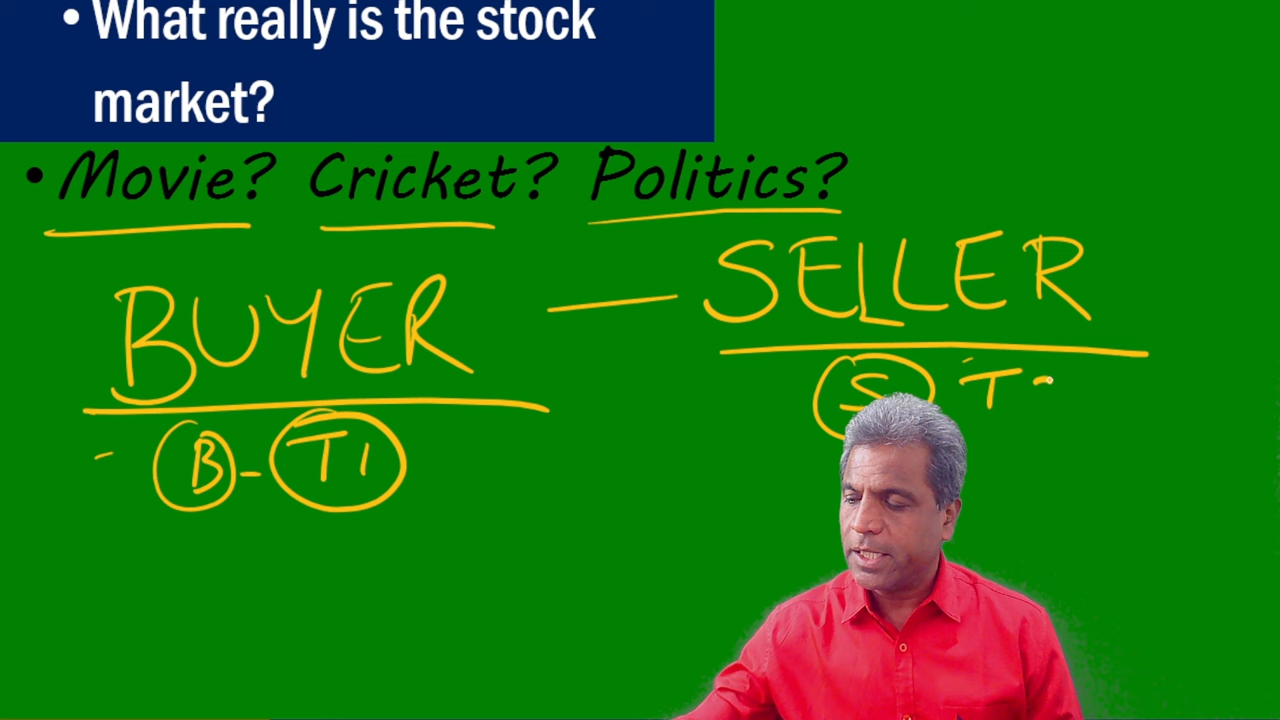 • What really is the stock
market?
• Movie? Cricket? Politics?
BUYER — SELLER
B - T1
S T -